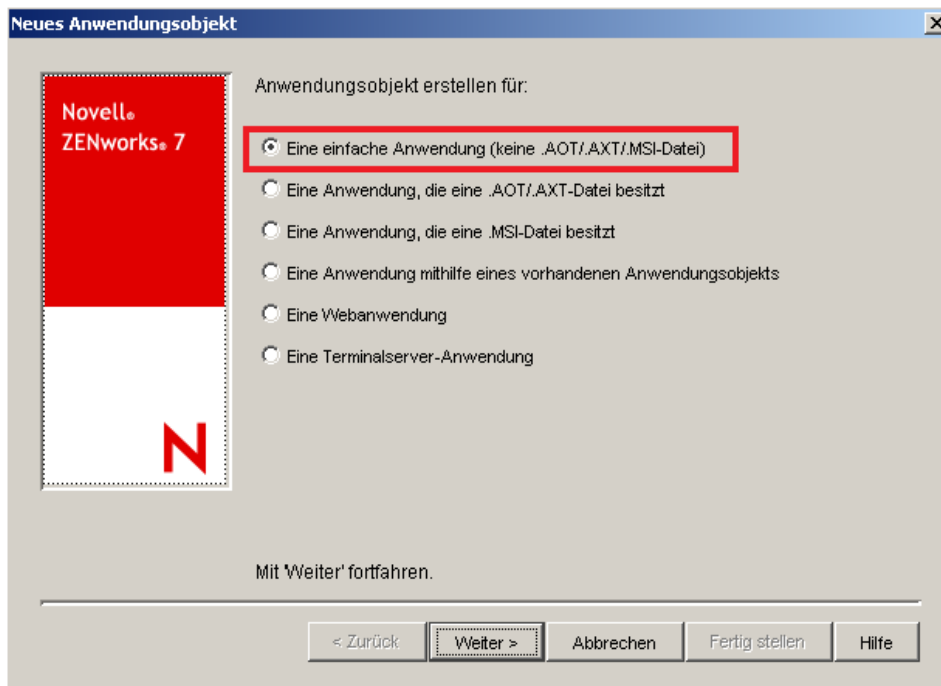 Neues Anwendungsobjekt
Novell®
ZENworks® 7
N
Anwendungsobjekt erstellen für:
Eine einfache Anwendung (keine .AOT/.AXT/.MSI-Datei)
Eine Anwendung, die eine .AOT/.AXT-Datei besitzt
Eine Anwendung, die eine .MSI-Datei besitzt
Eine Anwendung mithilfe eines vorhandenen Anwendungsobjekts
Eine Webanwendung
Eine Terminalserver-Anwendung
Mit 'Weiter' fortfahren.
< Zurück
Weiter >
Abbrechen
Fertig stellen
Hilfe